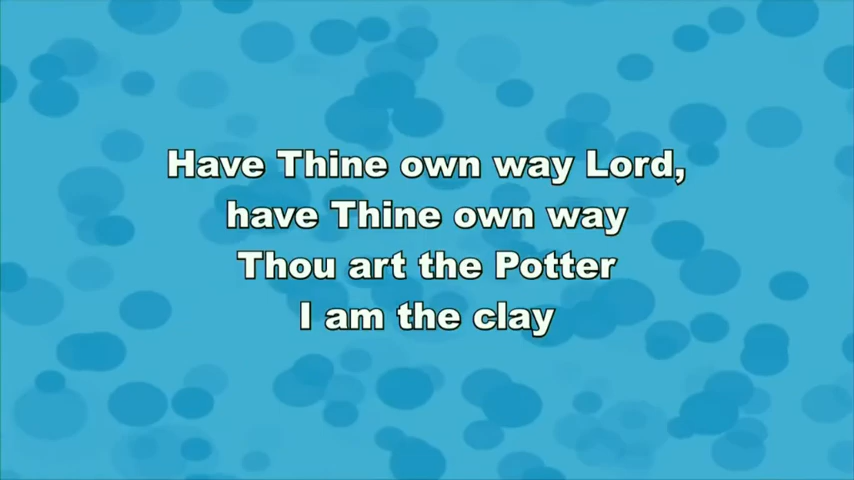 Have Thine own way Lord,
have Thine own way
Thou art the Potter
I am the clay